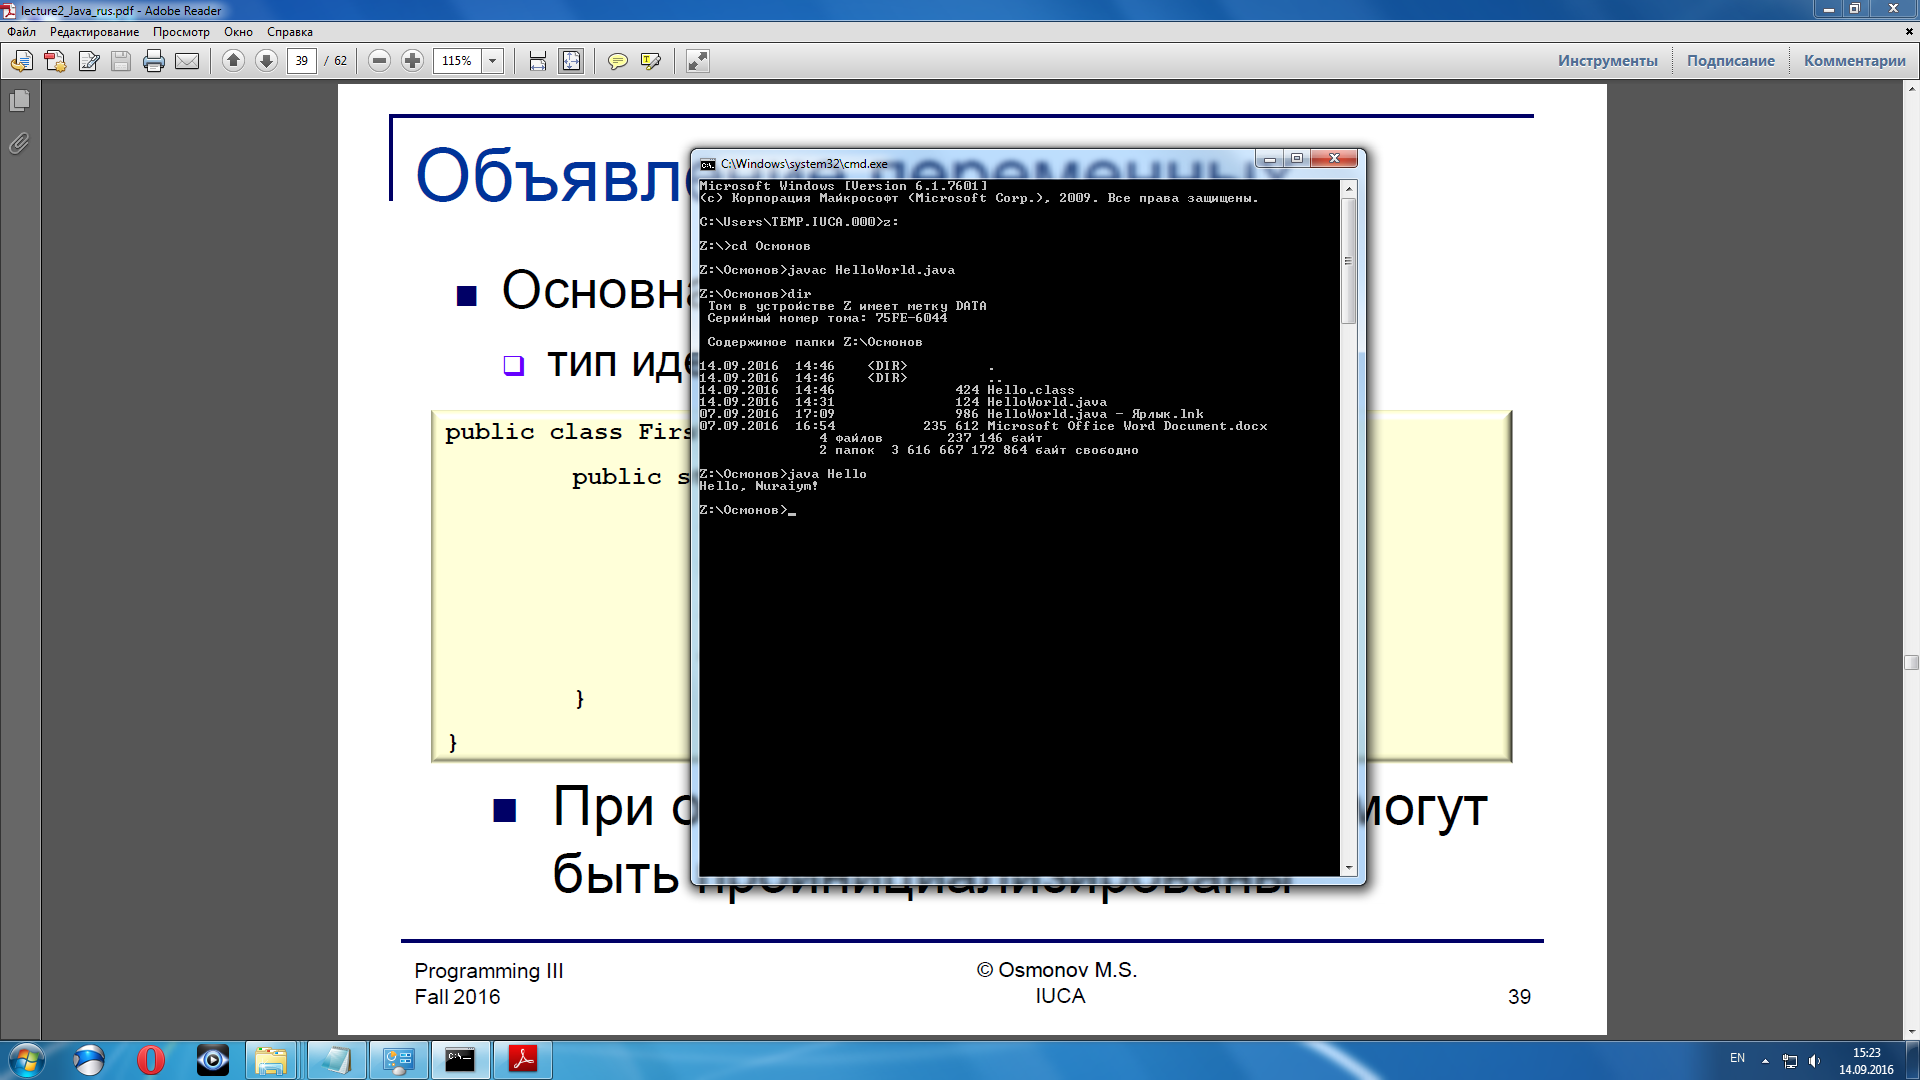 lecture2_Java_rus.pdf - Adobe Reader
Файл Редактирование Просмотр Окно Справка
39 / 62 115% Инструменты Подписание Комментарии
Объявл переменных
C:\Windows\system32\cmd.exe
Microsoft Windows [Version 6.1.7601]
(c) Корпорация Майкрософт (Microsoft Corp.), 2009. Все права защищены.
C:\Users\TEMP.IUCA.000>z:
Z:\>cd Осмонов
Z:\Осмонов>javac HelloWorld.java
Z:\Осмонов>dir
Том в устройстве Z имеет метку DATA
Серийный номер тома: 75FE-6044
Содержимое папки Z:\Осмонов
14.09.2016 14:46 <DIR> .
14.09.2016 14:46 <DIR> ..
14.09.2016 14:46 424 Hello.class
14.09.2016 14:31 124 HelloWorld.java
07.09.2016 17:09 986 HelloWorld.java - Ярлык.lnk
07.09.2016 16:54 235 612 Microsoft Office Word Document.docx
4 файлов 237 146 байт
2 папок 3 616 667 172 864 байт свободно
Z:\Осмонов>java Hello
Hello, Nuraiym!
Z:\Осмонов>_
Основн
тип иде
public class Firs
public s
}
}
При могут
быть проинициализированы
Programming III
Fall 2016
© Osmonov M.S.
IUCA
39
EN 15:23
14.09.2016